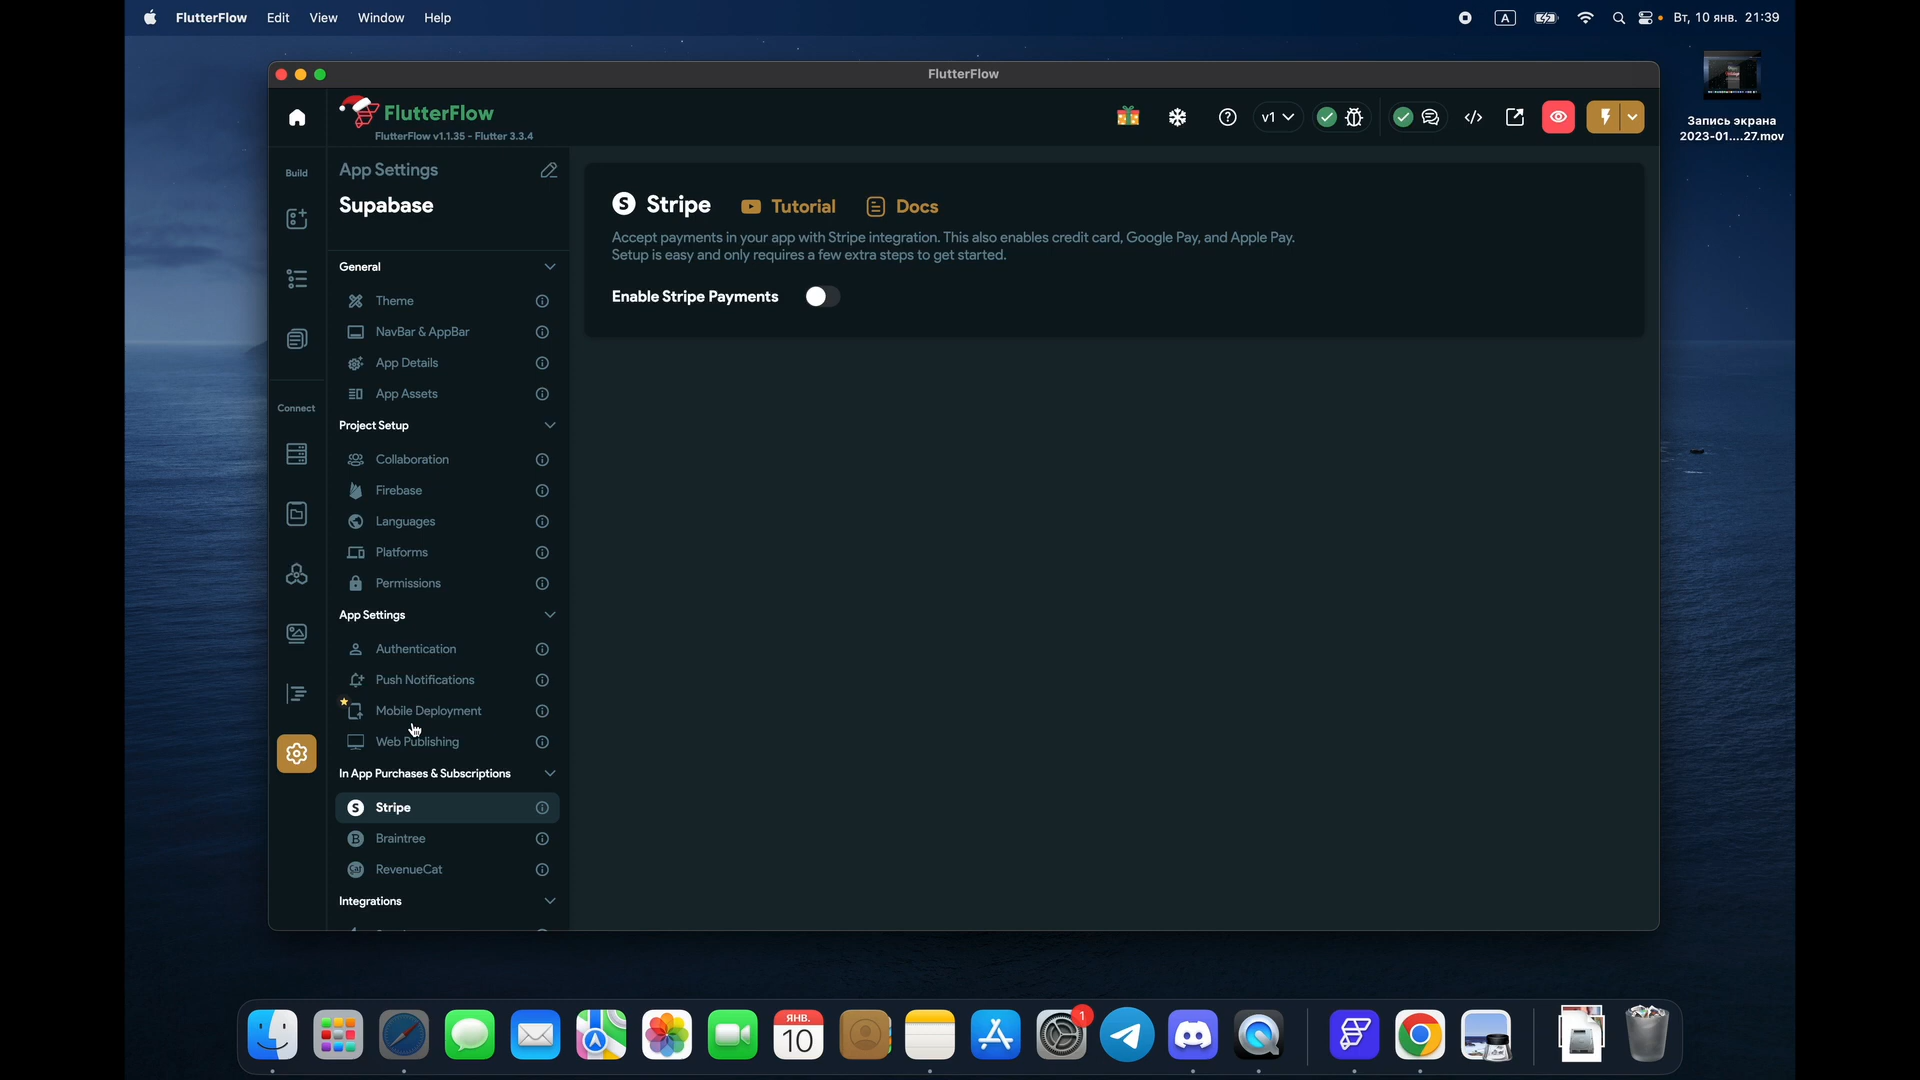 FlutterFlow Edit View Window Help
A
Вт, 10 янв. 21:39
FlutterFlow
Запись экрана
2023-01....27.mov
FlutterFlow
FlutterFlow v1.1.35 - Flutter 3.3.4
v1
Build
Connect
App Settings
Supabase
General
Theme
NavBar & AppBar
App Details
App Assets
Project Setup
Collaboration
Firebase
Languages
Platforms
Permissions
App Settings
Authentication
Push Notifications
Mobile Deployment
Web Publishing
In App Purchases & Subscriptions
S Stripe
B Braintree
RevenueCat
Integrations
S Stripe Tutorial Docs
Accept payments in your app with Stripe integration. This also enables credit card, Google Pay, and Apple Pay.
Setup is easy and only requires a few extra steps to get started.
Enable Stripe Payments
ЯНВ.
10
1